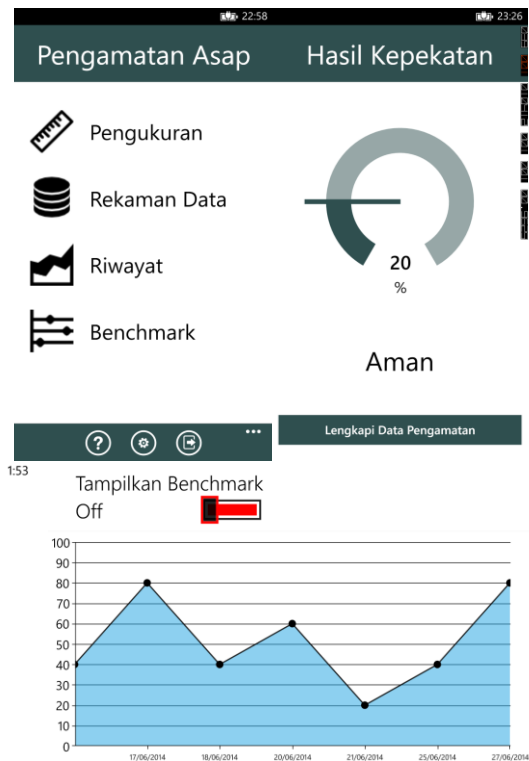 22:58
Pengamatan Asap
Pengukuran
Rekaman Data
Riwayat
Benchmark
?
...
23:26
Hasil Kepekatan
20
%
Aman
Lengkapi Data Pengamatan
1:53
Tampilkan Benchmark
Off
100
90
80
70
60
50
40
30
20
10
0
17/06/2014 18/06/2014 20/06/2014 21/06/2014 25/06/2014 27/06/2014